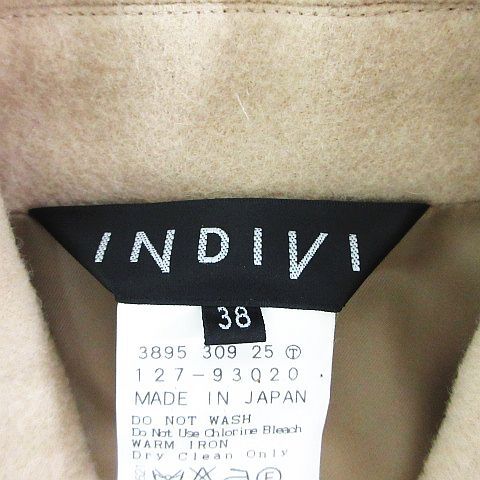 INDIVI
38
3895 309 25 Ⓣ
127-93020
MADE IN JAPAN
DO NOT WASH
Do Not Use Chlorine Bleach
WARM IRON
Dry Clean Only